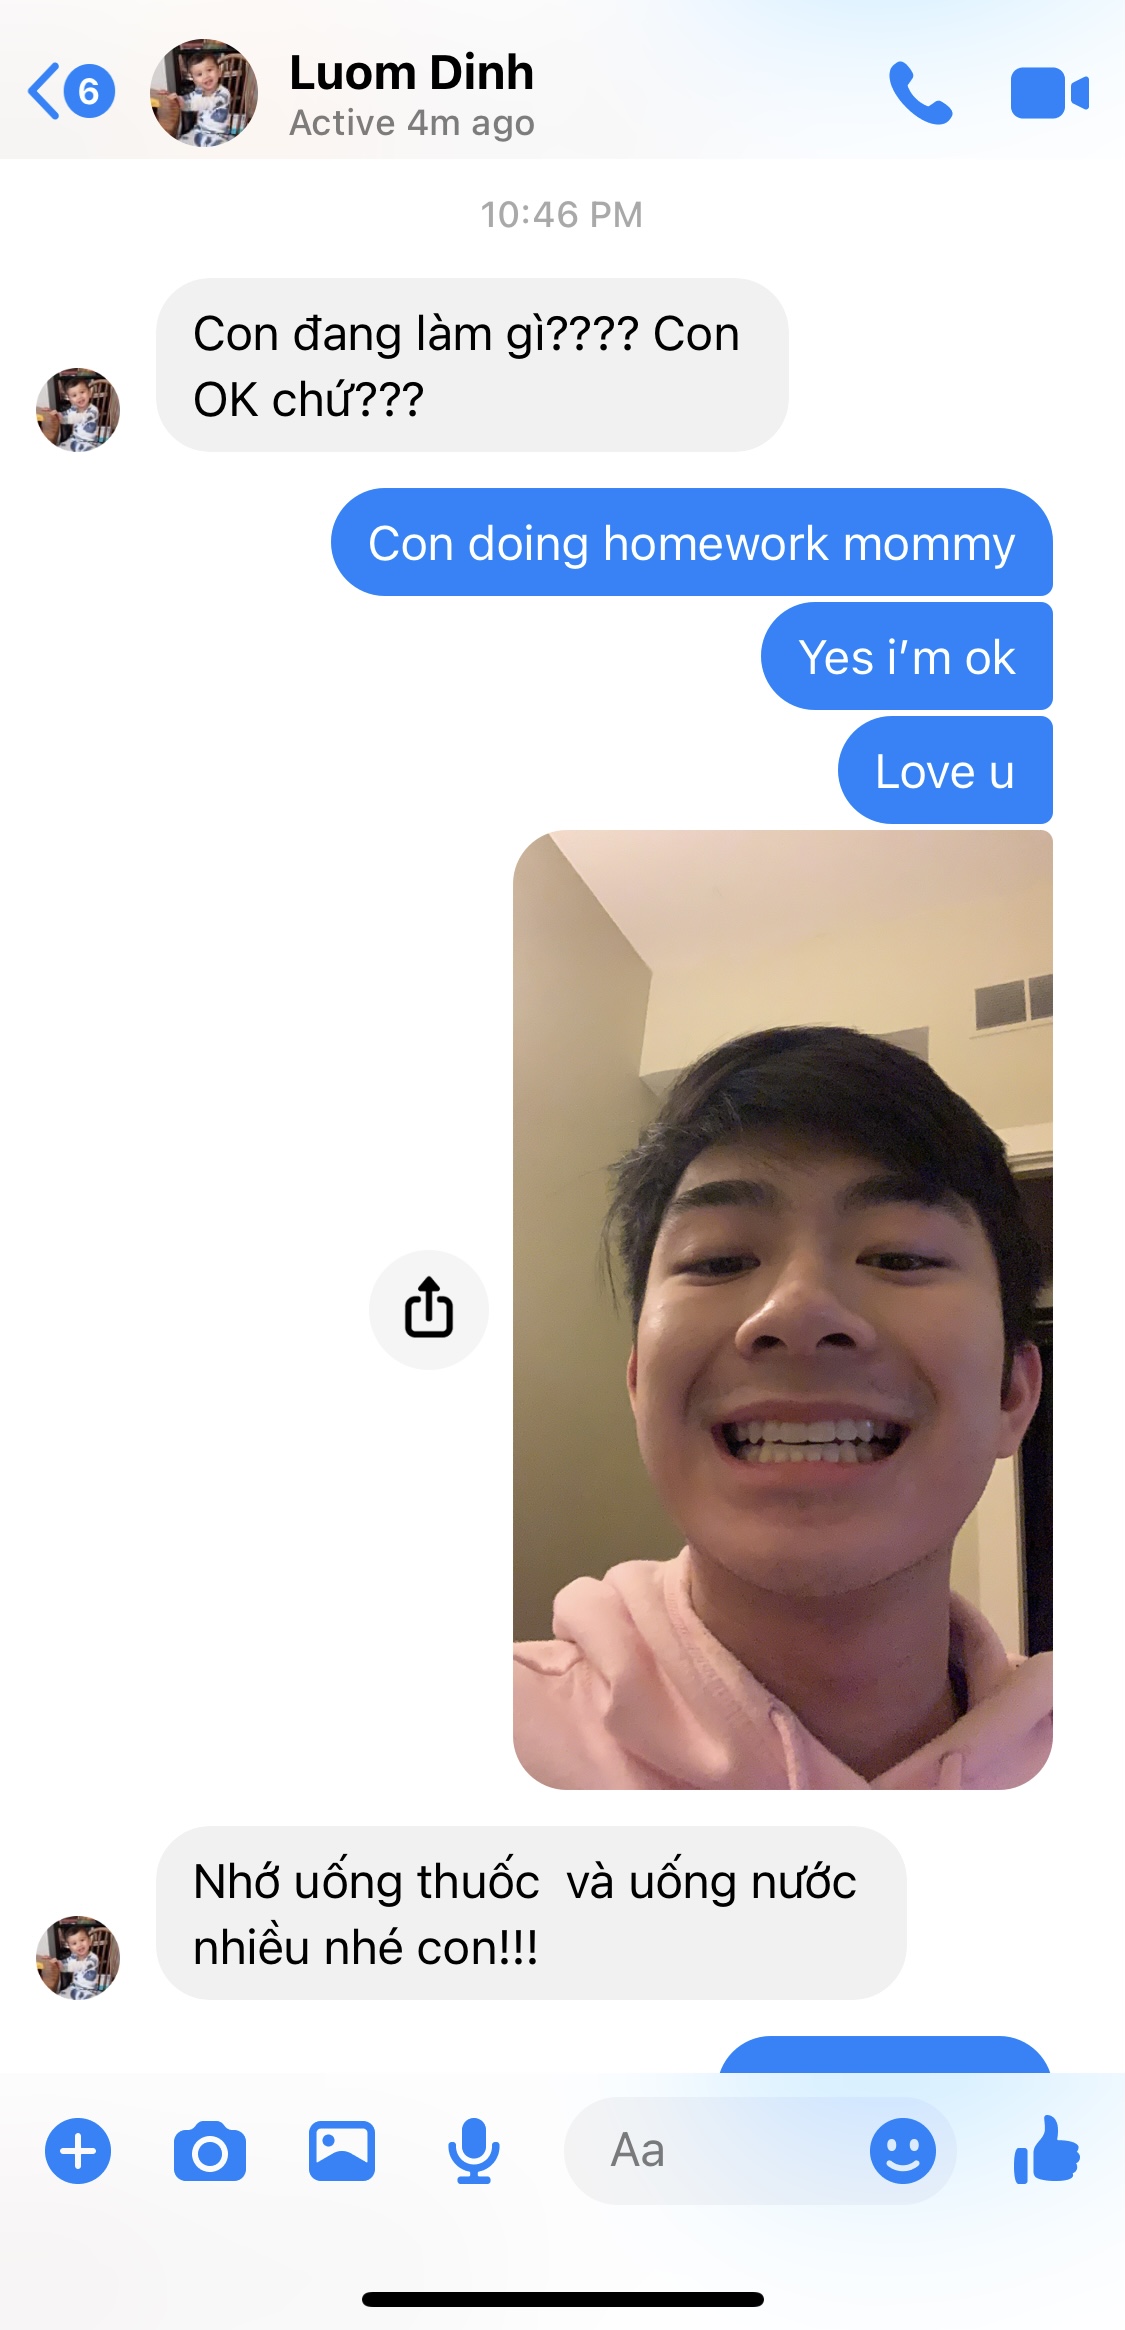 6
Luom Dinh
Active 4m ago
10:46 PM
Con đang làm gì???? Con
OK chứ???
Con doing homework mommy
Yes i’m ok
Love u
Nhớ uống thuốc  và uống nước
nhiều nhé con!!!
Aa